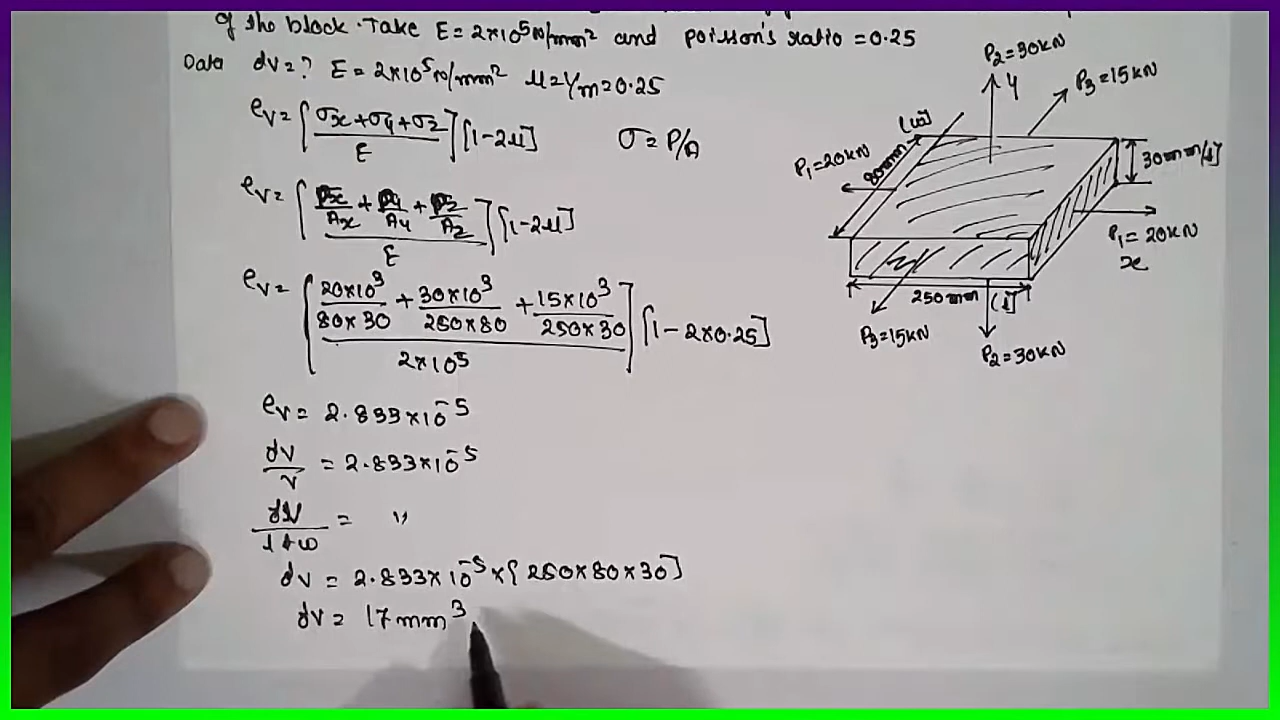 of the block. Take E = 2×10⁵ N/mm² and poisson's ratio = 0.25
Data dv = ? E = 2×10⁵ N/mm² μ = 1/m = 0.25
ev = [(σx + σy + σz)/E] [1-2μ] σ = P/A
ev = [(Px/Ax + Py/Ay + Pz/Az)/E] [1-2μ]
ev = [(20×10³/80×30 + 30×10³/250×80 + 15×10³/250×30)/2×10⁵] [1-2×0.25]
ev = 2.833×10⁻⁵
dv/v = 2.833×10⁻⁵
dv/ltw = "
dv = 2.833×10⁻⁵ × [250×80×30]
dv = 17 mm³
P₂ = 30kN
y
P₃ = 15kN
(w)
P₁ = 20kN
80mm
30mm (t)
P₁ = 20kN
x
250mm (l)
P₃ = 15kN
P₂ = 30kN